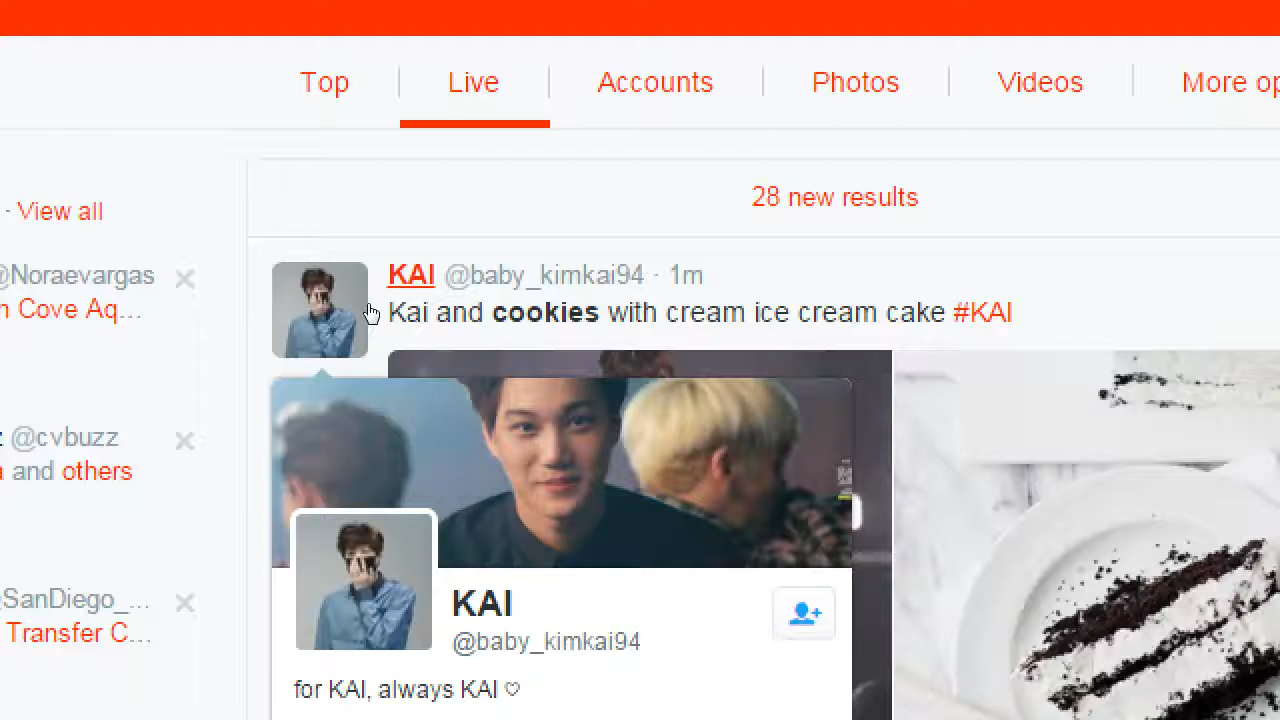 Top Live Accounts Photos Videos More op
28 new results
· View all
@Noraevargas
n Cove Aq...
@cvbuzz
and others
@SanDiego_...
Transfer C...
KAI @baby_kimkai94 · 1m
Kai and cookies with cream ice cream cake #KAI
KAI
@baby_kimkai94
for KAI, always KAI ♡